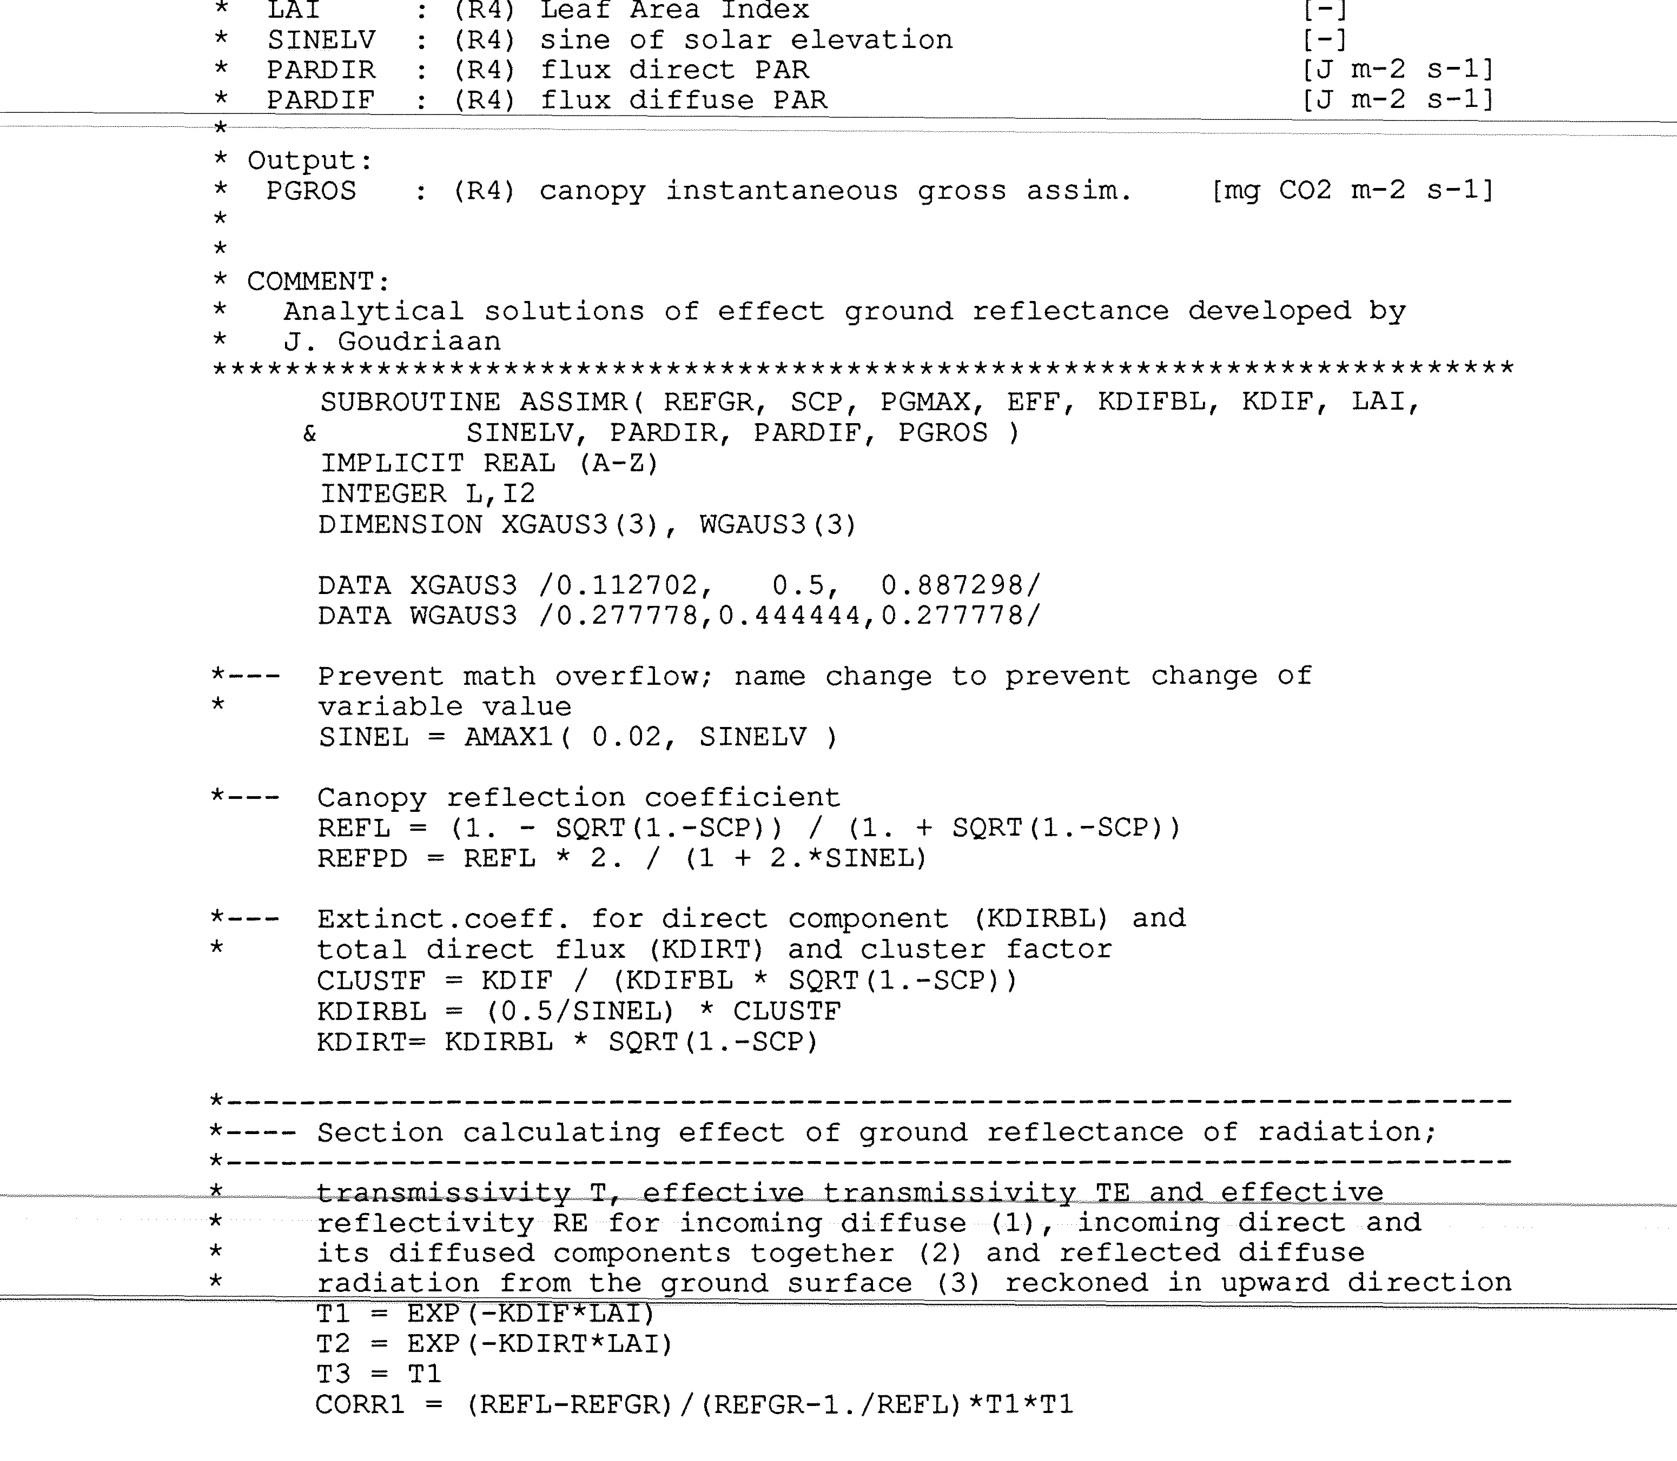 *  LAI     : (R4) Leaf Area Index                           [-]
*  SINELV  : (R4) sine of solar elevation                   [-]
*  PARDIR  : (R4) flux direct PAR                           [J m-2 s-1]
*  PARDIF  : (R4) flux diffuse PAR                          [J m-2 s-1]
*
* Output:
*  PGROS   : (R4) canopy instantaneous gross assim.    [mg CO2 m-2 s-1]
*
*
* COMMENT:
*   Analytical solutions of effect ground reflectance developed by
*   J. Goudriaan
************************************************************************
      SUBROUTINE ASSIMR( REFGR, SCP, PGMAX, EFF, KDIFBL, KDIF, LAI,
     &        SINELV, PARDIR, PARDIF, PGROS )
      IMPLICIT REAL (A-Z)
      INTEGER L,I2
      DIMENSION XGAUS3(3), WGAUS3(3)
      DATA XGAUS3 /0.112702,   0.5,  0.887298/
      DATA WGAUS3 /0.277778,0.444444,0.277778/
*---  Prevent math overflow; name change to prevent change of
*     variable value
      SINEL = AMAX1( 0.02, SINELV )
*---  Canopy reflection coefficient
      REFL = (1. - SQRT(1.-SCP)) / (1. + SQRT(1.-SCP))
      REFPD = REFL * 2. / (1 + 2.*SINEL)
*---  Extinct.coeff. for direct component (KDIRBL) and
*     total direct flux (KDIRT) and cluster factor
      CLUSTF = KDIF / (KDIFBL * SQRT(1.-SCP))
      KDIRBL = (0.5/SINEL) * CLUSTF
      KDIRT= KDIRBL * SQRT(1.-SCP)
*-----------------------------------------------------------------------
*---- Section calculating effect of ground reflectance of radiation;
*-----------------------------------------------------------------------
*     transmissivity T, effective transmissivity TE and effective
*     reflectivity RE for incoming diffuse (1), incoming direct and
*     its diffused components together (2) and reflected diffuse
*     radiation from the ground surface (3) reckoned in upward direction
      T1 = EXP(-KDIF*LAI)
      T2 = EXP(-KDIRT*LAI)
      T3 = T1
      CORR1 = (REFL-REFGR)/(REFGR-1./REFL)*T1*T1